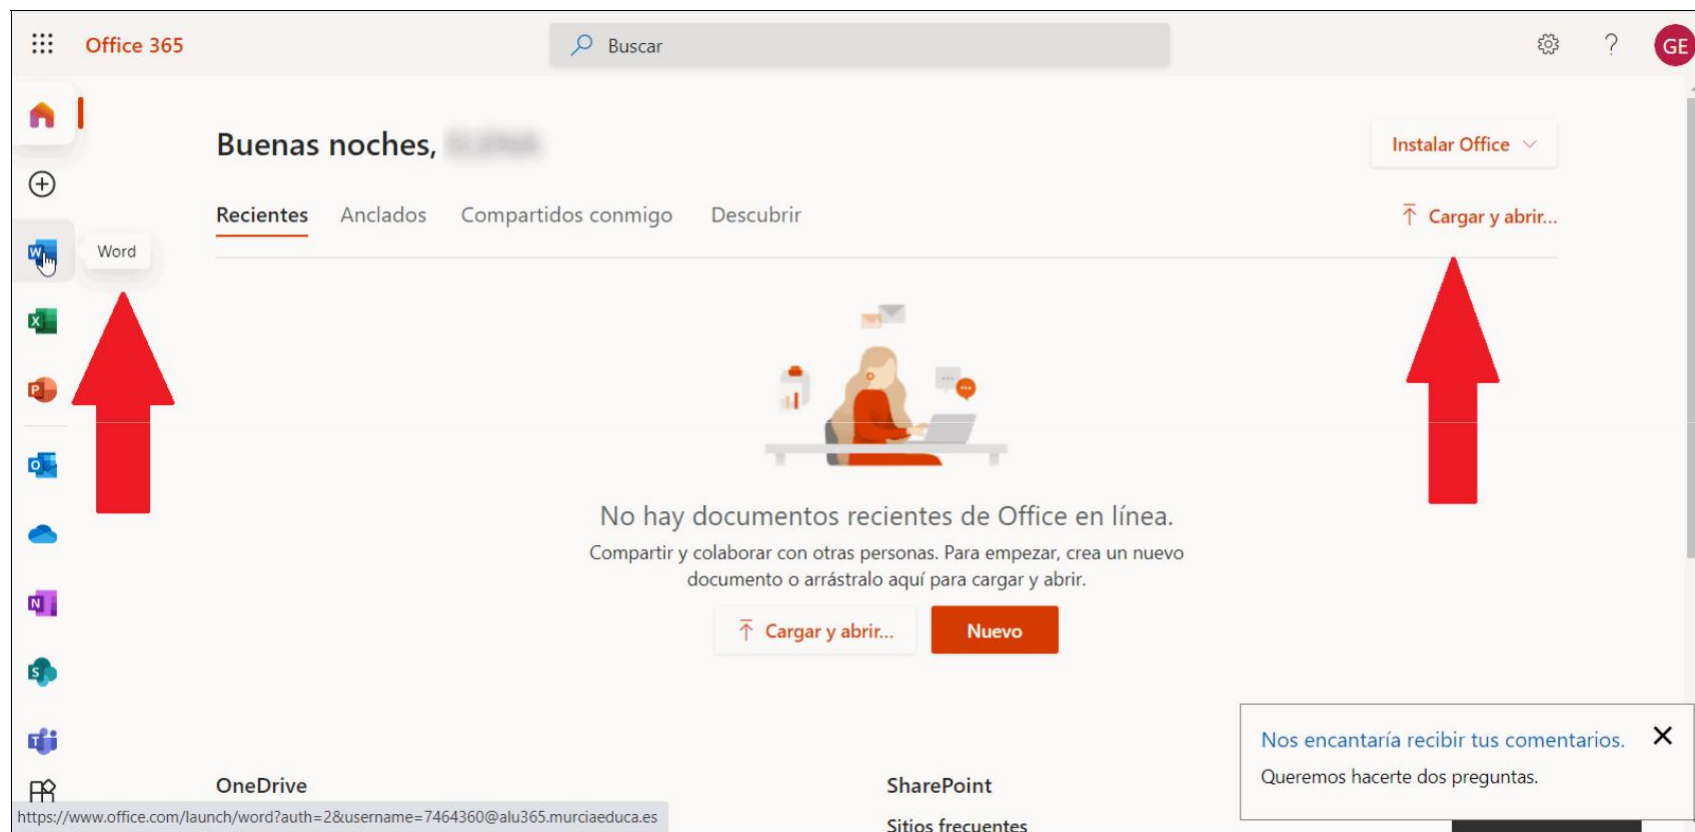 Office 365
Buscar
GE
Buenas noches,
Instalar Office
Recientes Anclados Compartidos conmigo Descubrir
Cargar y abrir...
W
Word
X
P
O
N
S
T
No hay documentos recientes de Office en línea.
Compartir y colaborar con otras personas. Para empezar, crea un nuevo
documento o arrástralo aquí para cargar y abrir.
Cargar y abrir... Nuevo
Nos encantaría recibir tus comentarios.
Queremos hacerte dos preguntas.
OneDrive
SharePoint
Sitios frecuentes
https://www.office.com/launch/word?auth=2&username=7464360@alu365.murciaeduca.es